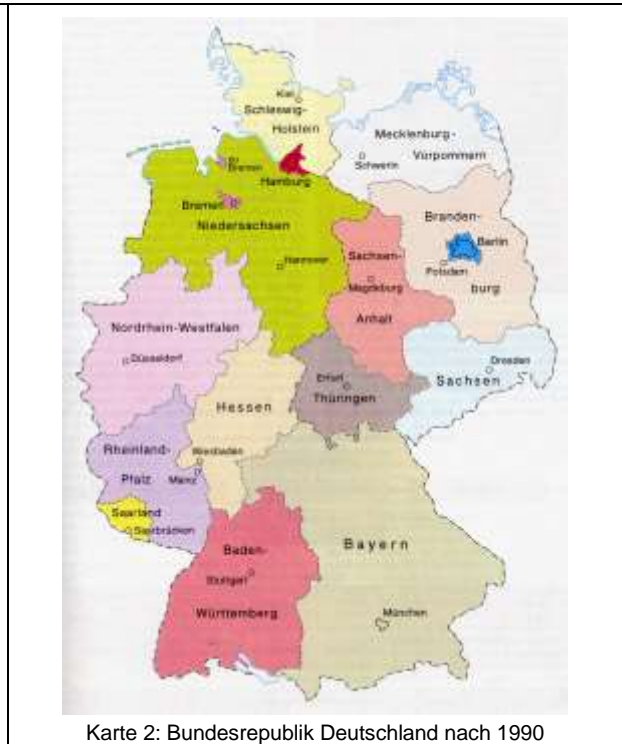 Kiel
Schleswig-
Holstein
Mecklenburg-
Vorpommern
Schwerin
Bremen
Hamburg
Bremen
Niedersachsen
Hannover
Branden-
Berlin
Potsdam
burg
Sachsen-
Magdeburg
Anhalt
Nordrhein-Westfalen
Düsseldorf
Hessen
Erfurt
Thüringen
Dresden
Sachsen
Rheinland-
Wiesbaden
Pfalz
Mainz
Saarland
Saarbrücken
Baden-
Stuttgart
Württemberg
Bayern
München
Karte 2: Bundesrepublik Deutschland nach 1990